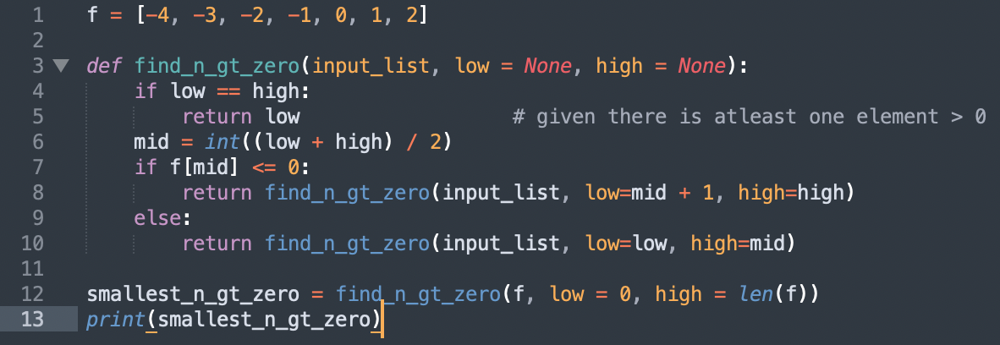 1 f = [-4, -3, -2, -1, 0, 1, 2]
2
3 def find_n_gt_zero(input_list, low = None, high = None):
4     if low == high:
5         return low                 # given there is atleast one element > 0
6     mid = int((low + high) / 2)
7     if f[mid] <= 0:
8         return find_n_gt_zero(input_list, low=mid + 1, high=high)
9     else:
10         return find_n_gt_zero(input_list, low=low, high=mid)
11
12 smallest_n_gt_zero = find_n_gt_zero(f, low = 0, high = len(f))
13 print(smallest_n_gt_zero)